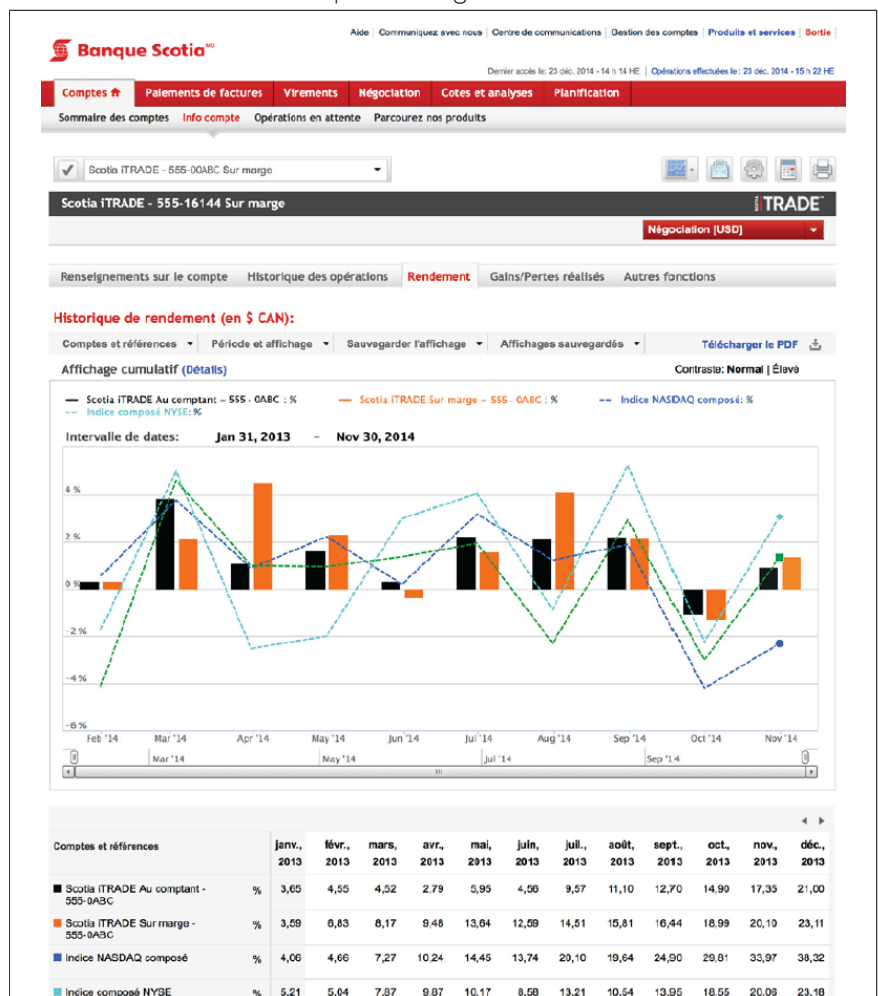 Aide | Communiquez avec nous | Centre de communications | Gestion des comptes | Produits et services | Sortie
Banque Scotia MD
Dernier accès le: 23 déc. 2014 - 14 h 14 HE | Opérations effectuées le: 23 déc. 2014 - 15 h 22 HE
Comptes Paiements de factures Virements Négociation Cotes et analyses Planification
Sommaire des comptes Info compte Opérations en attente Parcourez nos produits
Scotia iTRADE - 555-00ABC Sur marge
Scotia iTRADE - 555-16144 Sur marge iTRADE
Négociation [USD]
Renseignements sur le compte Historique des opérations Rendement Gains/Pertes réalisés Autres fonctions
Historique de rendement (en $ CAN):
Comptes et références Période et affichage Sauvegarder l'affichage Affichages sauvegardés Télécharger le PDF
Affichage cumulatif (Détails) Contraste: Normal | Élevé
Scotia iTRADE Au comptant – 555 - 0ABC : % Scotia iTRADE Sur marge – 555 - 0ABC : % Indice NASDAQ composé: %
Indice composé NYSE: %
Intervalle de dates: Jan 31, 2013 - Nov 30, 2014
4 %
2 %
0 %
-2 %
-4 %
-6 %
Feb '14 Mar '14 Apr '14 May '14 Jun '14 Jul '14 Aug '14 Sep '14 Oct '14 Nov '14
Mar '14 May '14 Jul '14 Sep '14
Comptes et références janv., févr., mars, avr., mai, juin, juil., août, sept., oct., nov., déc.,
2013 2013 2013 2013 2013 2013 2013 2013 2013 2013 2013 2013
Scotia iTRADE Au comptant - % 3,65 4,55 4,52 2,79 5,95 4,56 9,57 11,10 12,70 14,90 17,35 21,00
555-0ABC
Scotia iTRADE Sur marge - % 3,59 6,83 8,17 9,48 13,64 12,59 14,51 15,81 16,44 18,99 20,10 23,11
555-0ABC
Indice NASDAQ composé % 4,06 4,66 7,27 10,24 14,45 13,74 20,10 19,64 24,90 29,81 33,97 38,32
Indice composé NYSE % 5,21 5,04 7,87 9,87 10,17 8,58 13,21 10,54 13,95 18,55 20,06 23,18